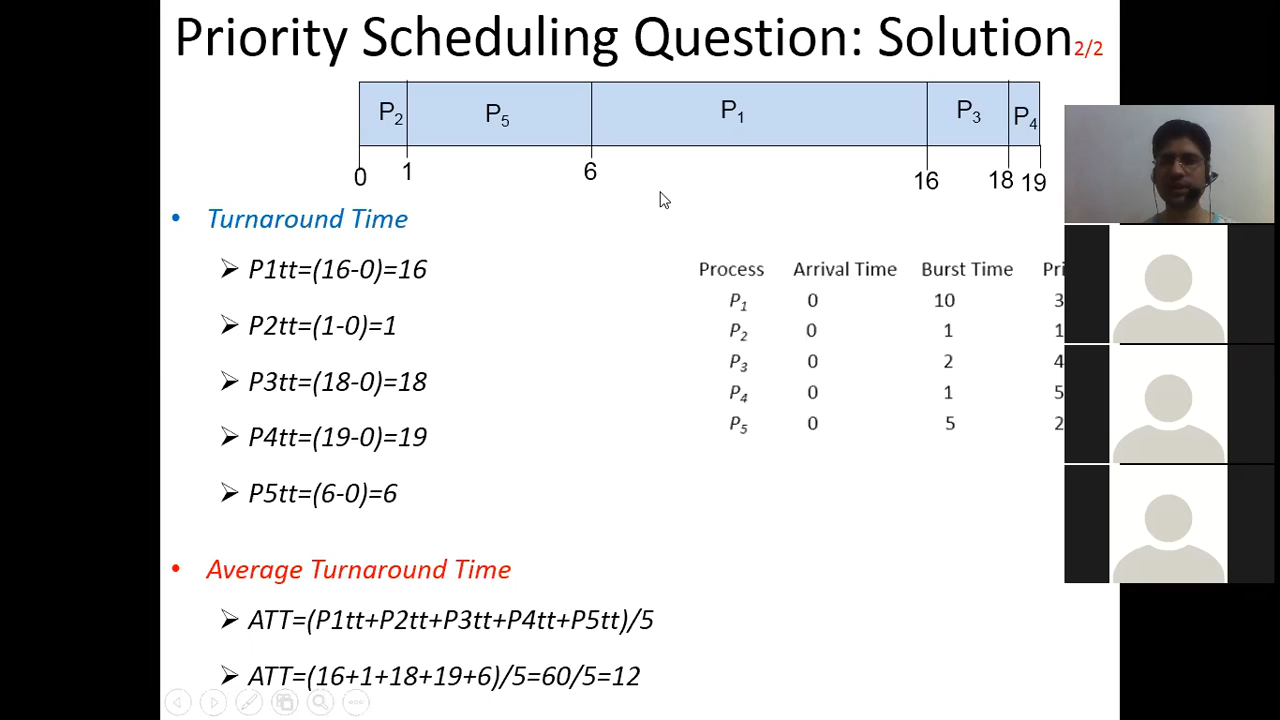 Priority Scheduling Question: Solution 2/2
P2 P5 P1 P3 P4
0 1 6 16 18 19
• Turnaround Time
➢ P1tt=(16-0)=16
➢ P2tt=(1-0)=1
➢ P3tt=(18-0)=18
➢ P4tt=(19-0)=19
➢ P5tt=(6-0)=6
Process Arrival Time Burst Time Pri
P1 0 10 3
P2 0 1 1
P3 0 2 4
P4 0 1 5
P5 0 5 2
• Average Turnaround Time
➢ ATT=(P1tt+P2tt+P3tt+P4tt+P5tt)/5
➢ ATT=(16+1+18+19+6)/5=60/5=12